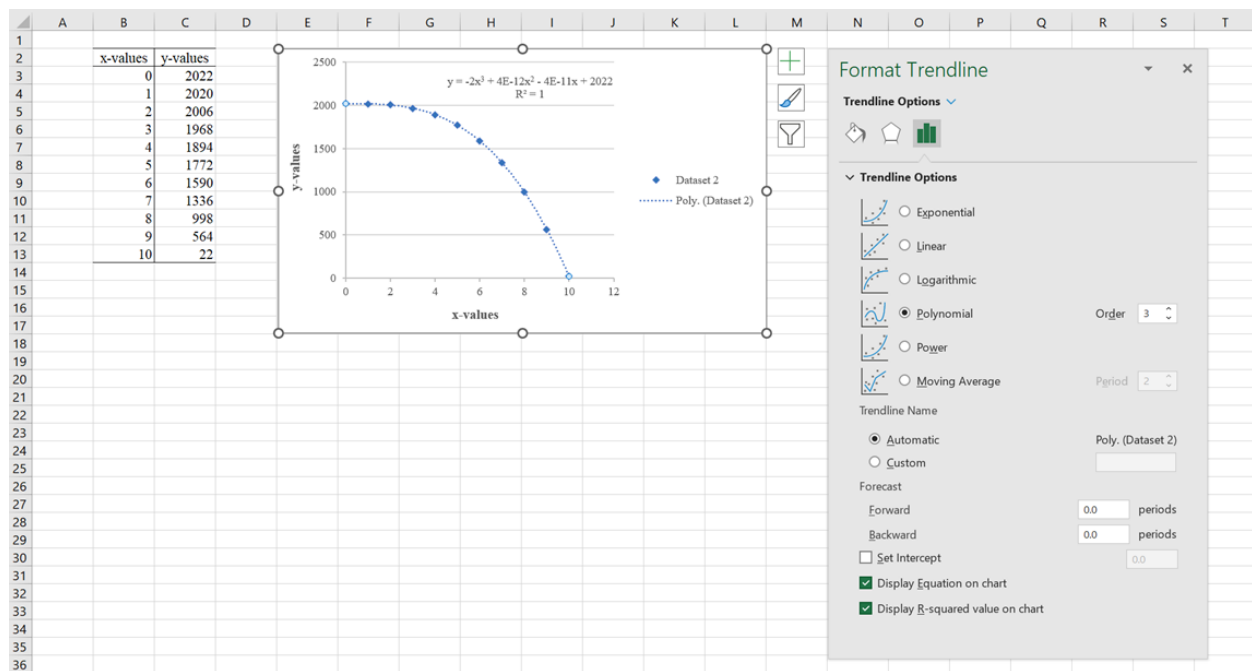 A B C D E F G H I J K L M N O P Q R S T
1
2 x-values y-values
3 0 2022
4 1 2020
5 2 2006
6 3 1968
7 4 1894
8 5 1772
9 6 1590
10 7 1336
11 8 998
12 9 564
13 10 22
14
15
16
17
18
19
20
21
22
23
24
25
26
27
28
29
30
31
32
33
34
35
36
y = -2x³ + 4E-12x² - 4E-11x + 2022
R² = 1
2500
2000
1500
1000
500
0
y-values
0 2 4 6 8 10 12
x-values
Dataset 2
Poly. (Dataset 2)
Format Trendline
Trendline Options
Trendline Options
Exponential
Linear
Logarithmic
Polynomial Order 3
Power
Moving Average Period 2
Trendline Name
Automatic Poly. (Dataset 2)
Custom
Forecast
Forward 0.0 periods
Backward 0.0 periods
Set Intercept 0.0
Display Equation on chart
Display R-squared value on chart